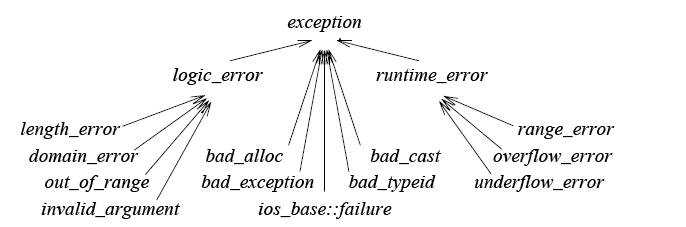 exception
logic_error runtime_error
length_error range_error
domain_error bad_alloc bad_cast overflow_error
out_of_range bad_exception bad_typeid underflow_error
invalid_argument ios_base::failure